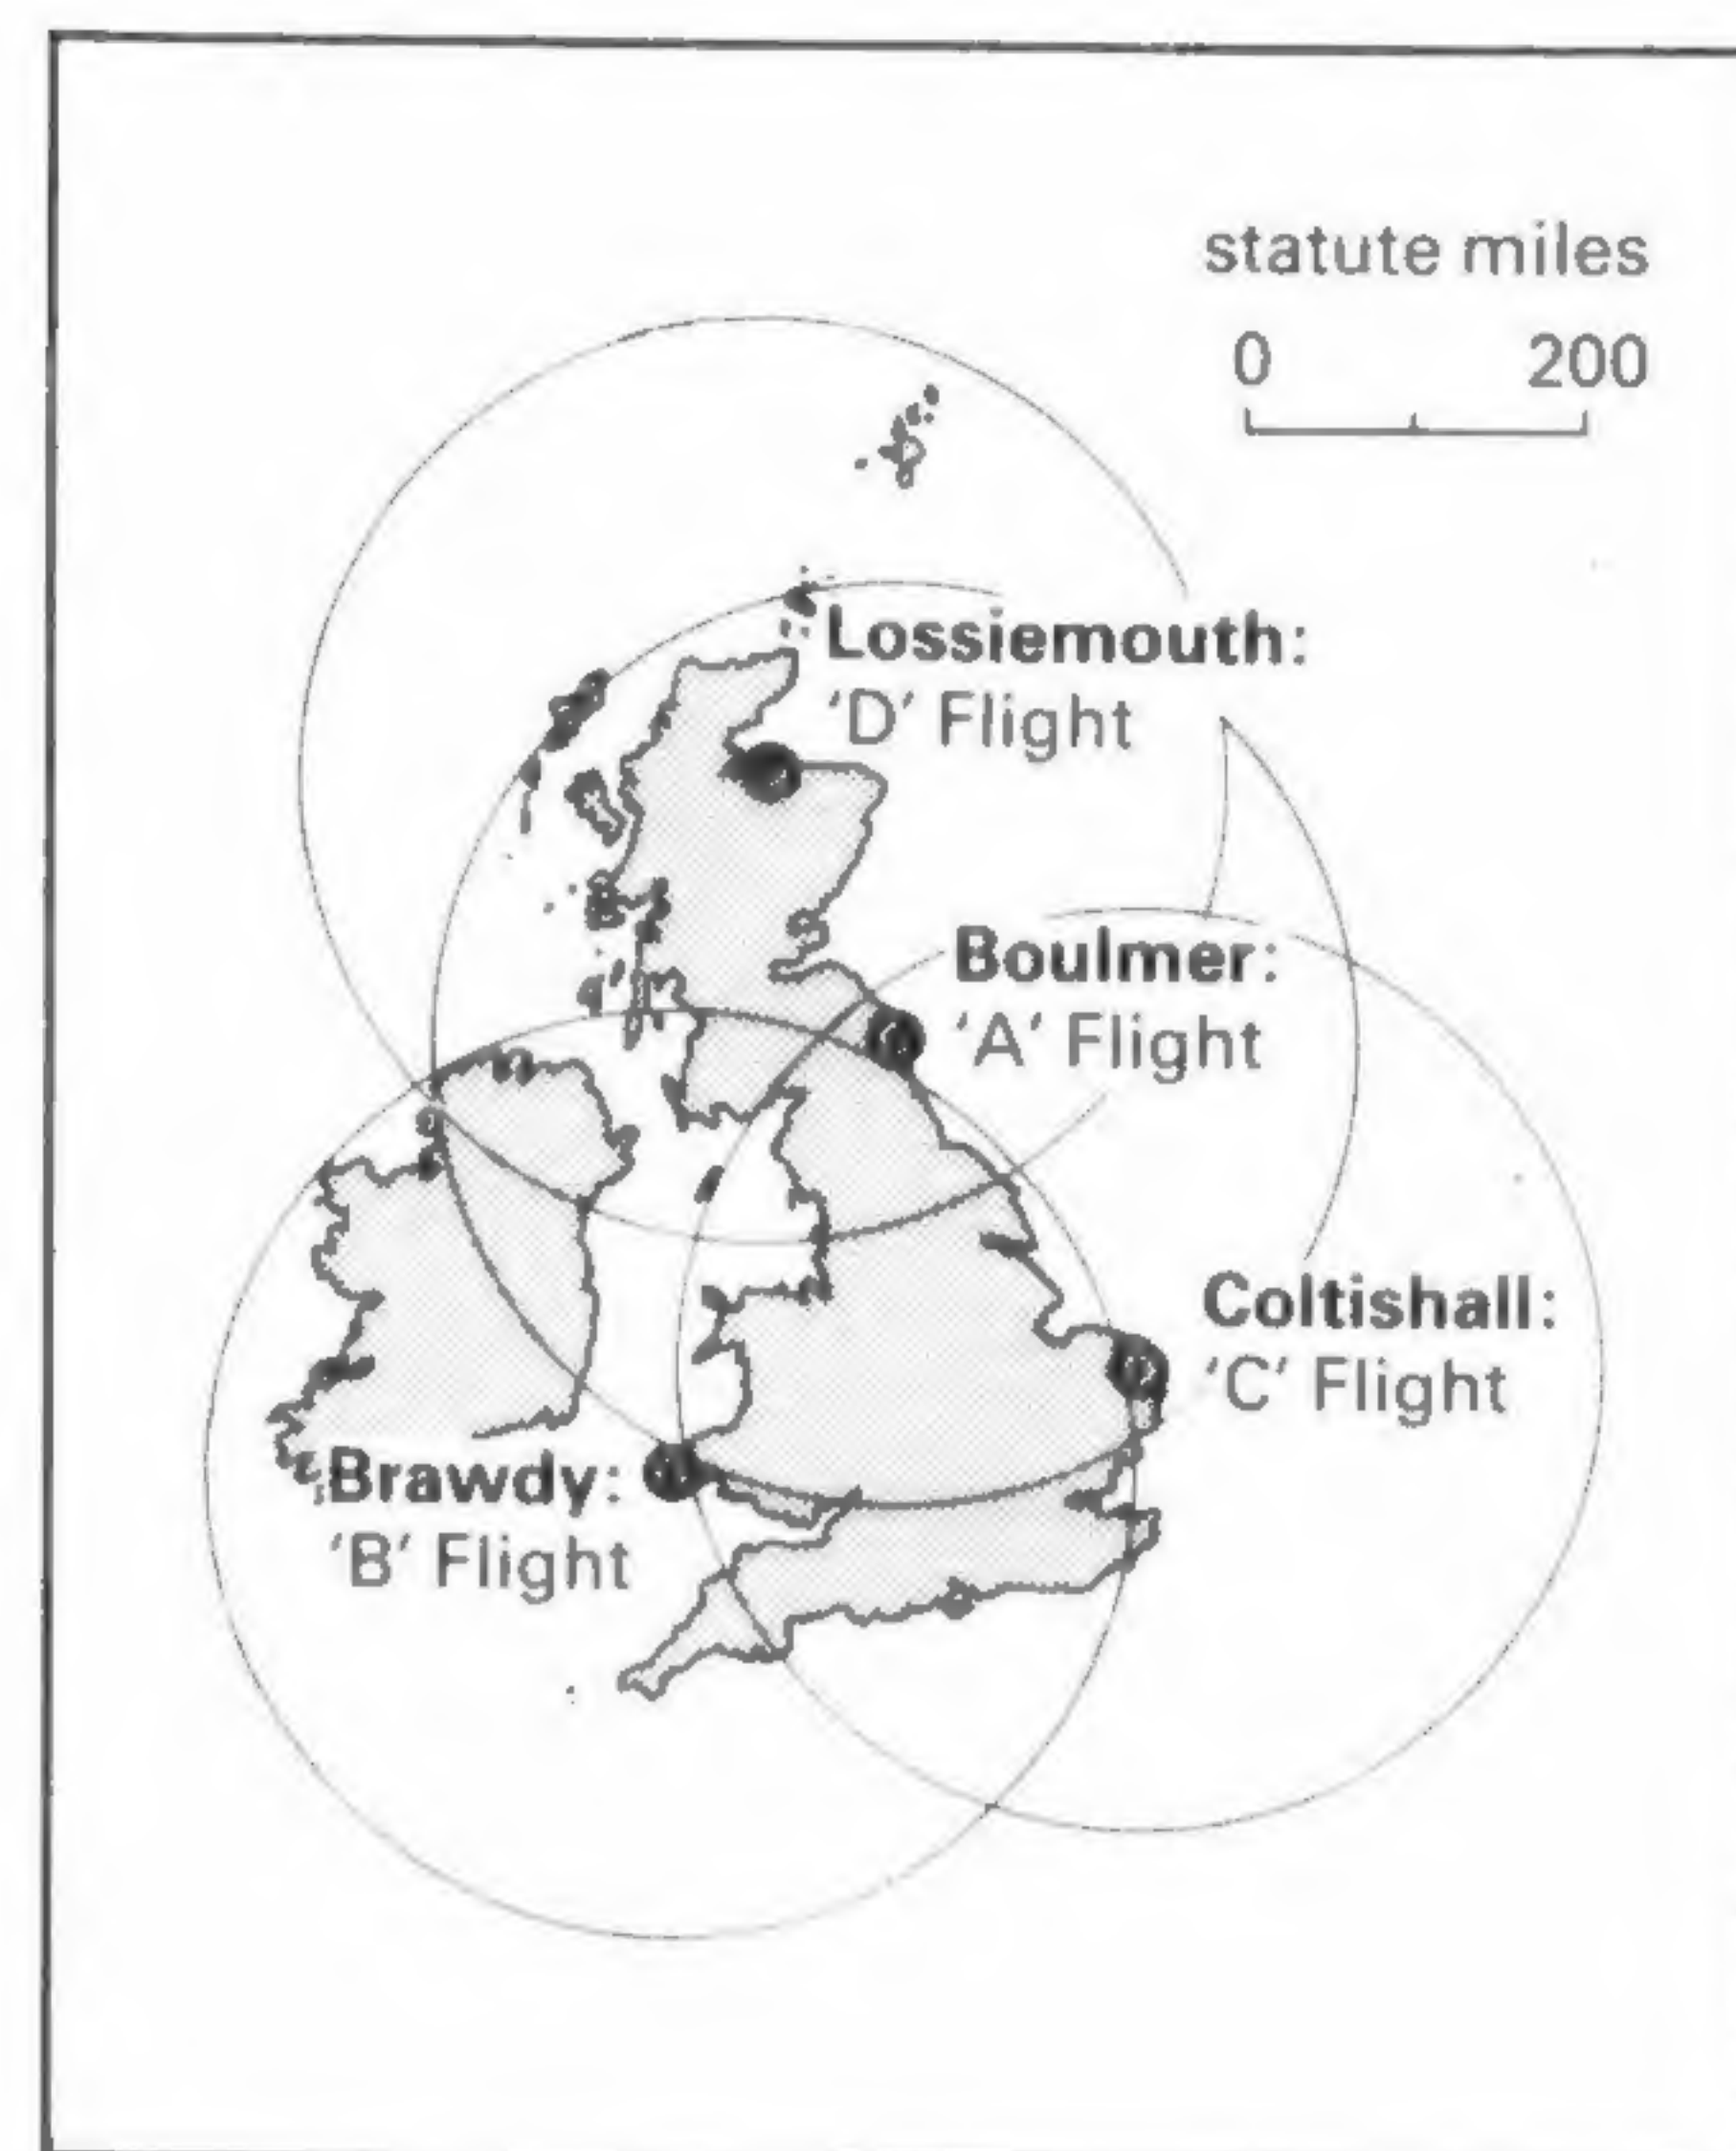 statute miles
0 200
Lossiemouth:
‘D’ Flight
Boulmer:
‘A’ Flight
Coltishall:
‘C’ Flight
Brawdy:
‘B’ Flight